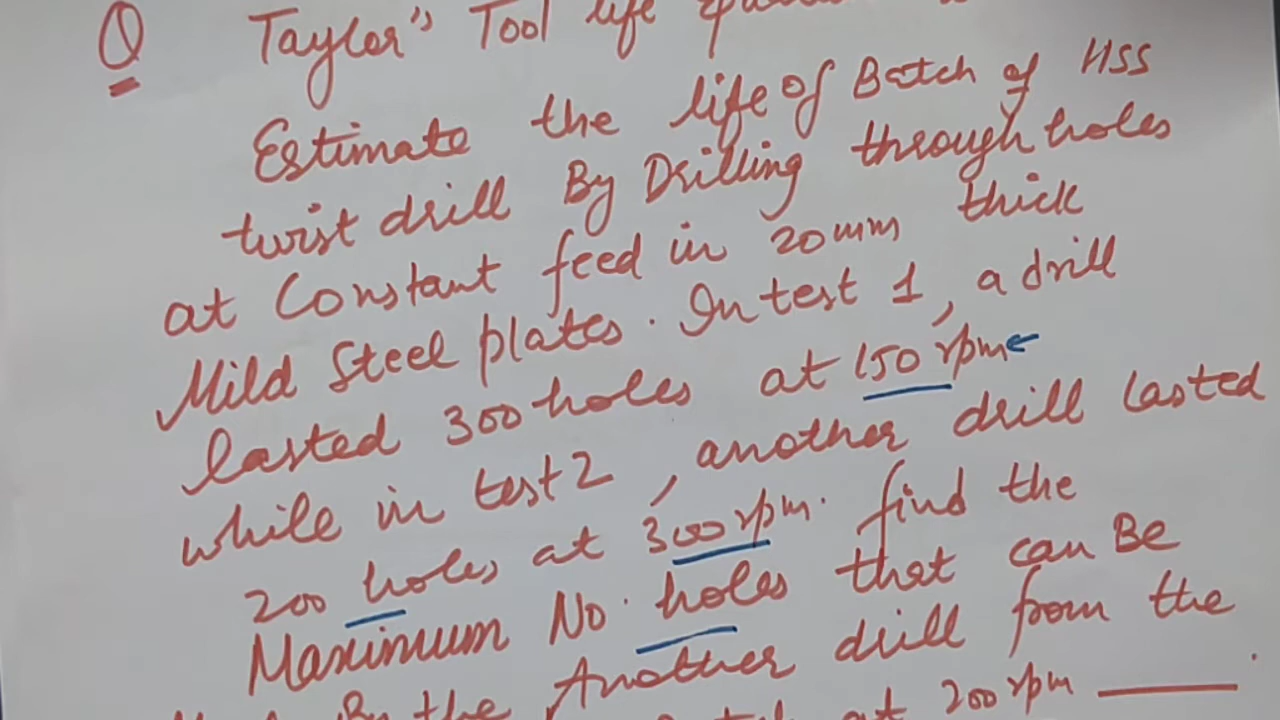 Q Taylor's Tool life
Estimate the life of Batch of HSS
twist drill By Drilling through holes
at Constant feed in 20mm thick
Mild Steel plates. In test 1, a drill
lasted 300 holes at 150 rpm
while in test 2, another drill lasted
200 holes at 300 rpm. find the
Maximum No. holes that can Be
By the Another drill from the
at 200 rpm